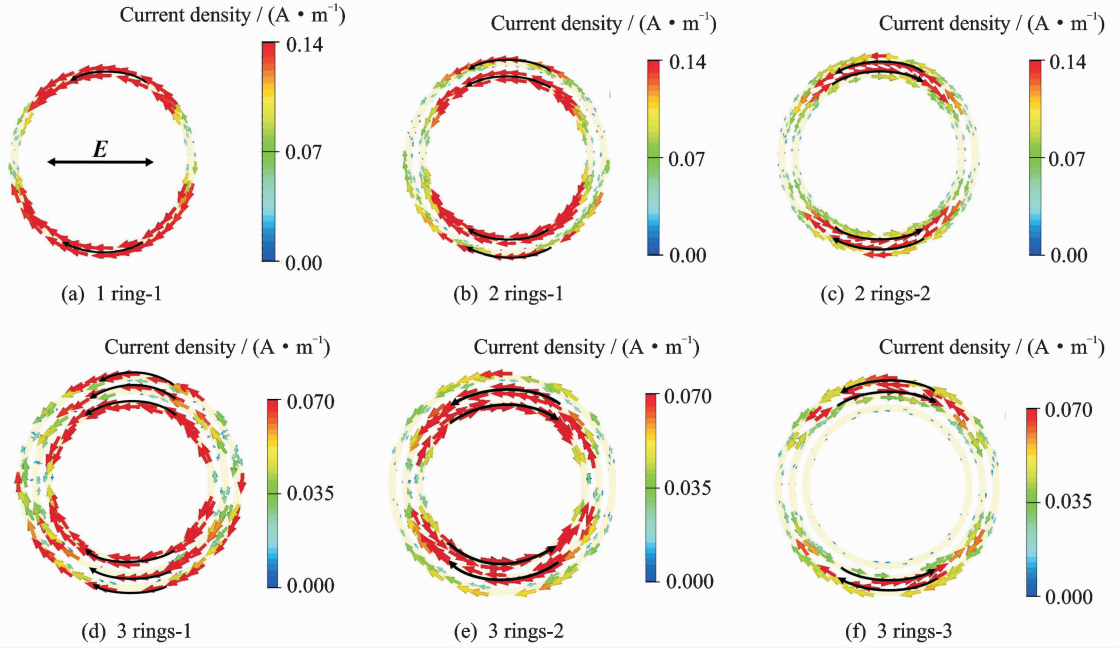 Current density / (A · m⁻¹)
0.14
0.07
0.00
E
(a) 1 ring-1
Current density / (A · m⁻¹)
0.14
0.07
0.00
(b) 2 rings-1
Current density / (A · m⁻¹)
0.14
0.07
0.00
(c) 2 rings-2
Current density / (A · m⁻¹)
0.070
0.035
0.000
(d) 3 rings-1
Current density / (A · m⁻¹)
0.070
0.035
0.000
(e) 3 rings-2
Current density / (A · m⁻¹)
0.070
0.035
0.000
(f) 3 rings-3